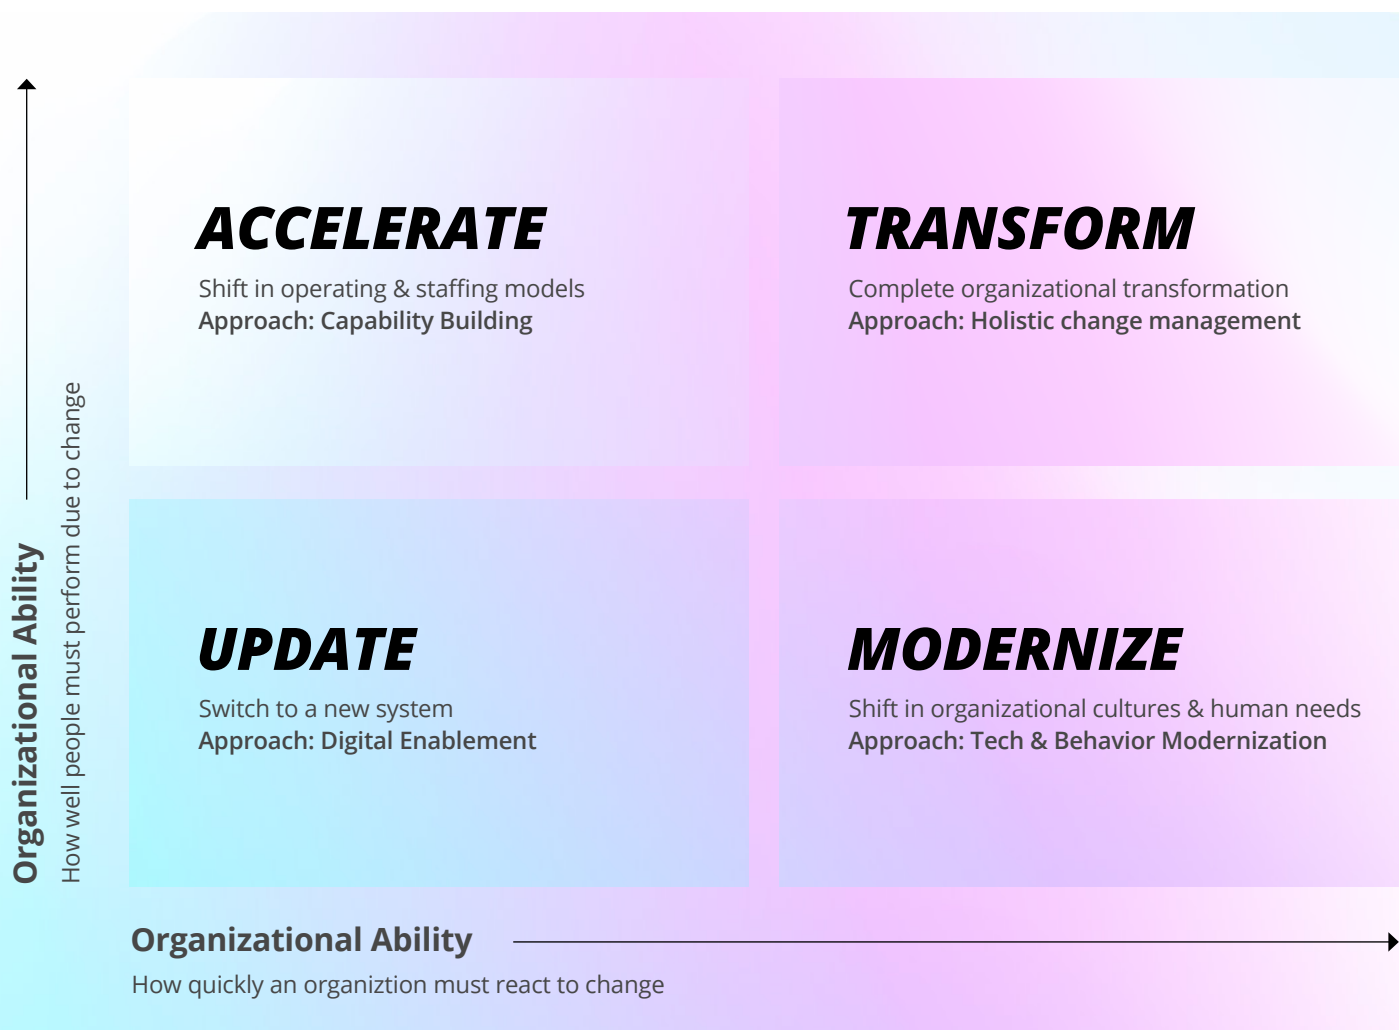 ACCELERATE
Shift in operating & staffing models
Approach: Capability Building
TRANSFORM
Complete organizational transformation
Approach: Holistic change management
Organizational Ability
How well people must perform due to change
UPDATE
Switch to a new system
Approach: Digital Enablement
MODERNIZE
Shift in organizational cultures & human needs
Approach: Tech & Behavior Modernization
Organizational Ability
How quickly an organiztion must react to change